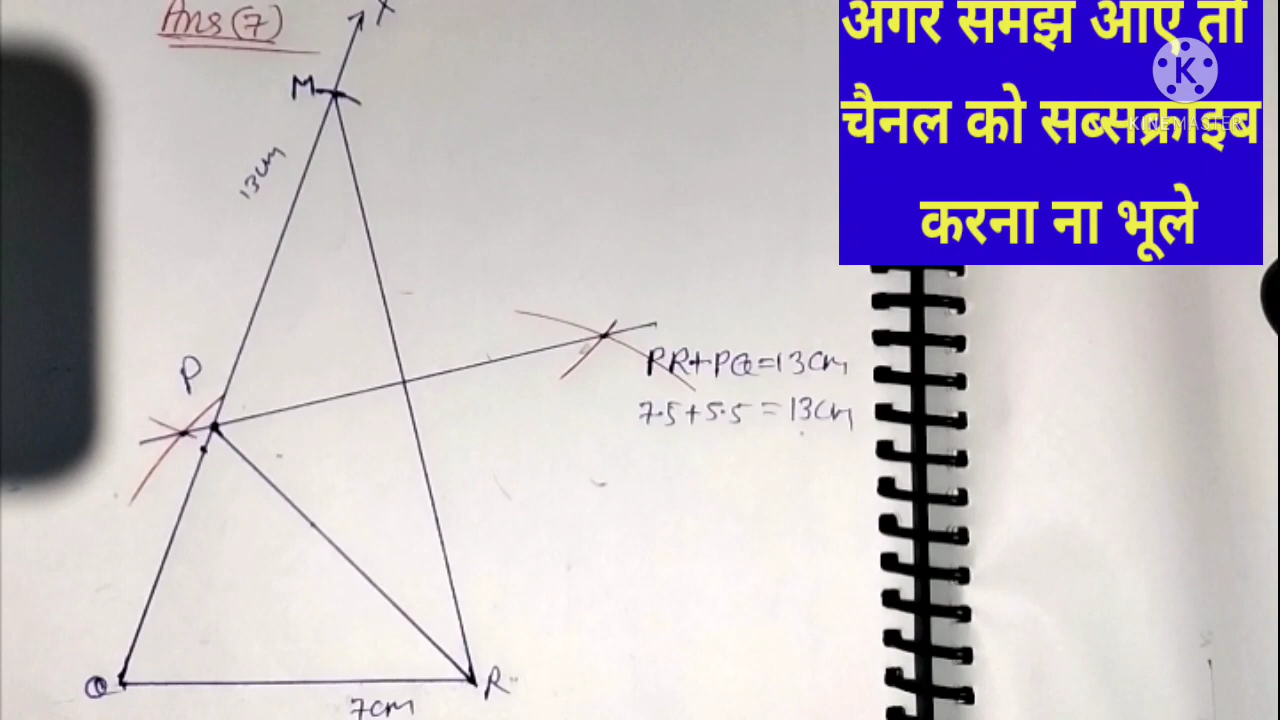 Ans (7)
X
M
13cm
P
PR+PQ=13cm
7.5+5.5 = 13cm
Q
R
7cm
अगर समझ आए तो
चैनल को सब्सक्राइब
करना ना भूले
K
KINEMASTER